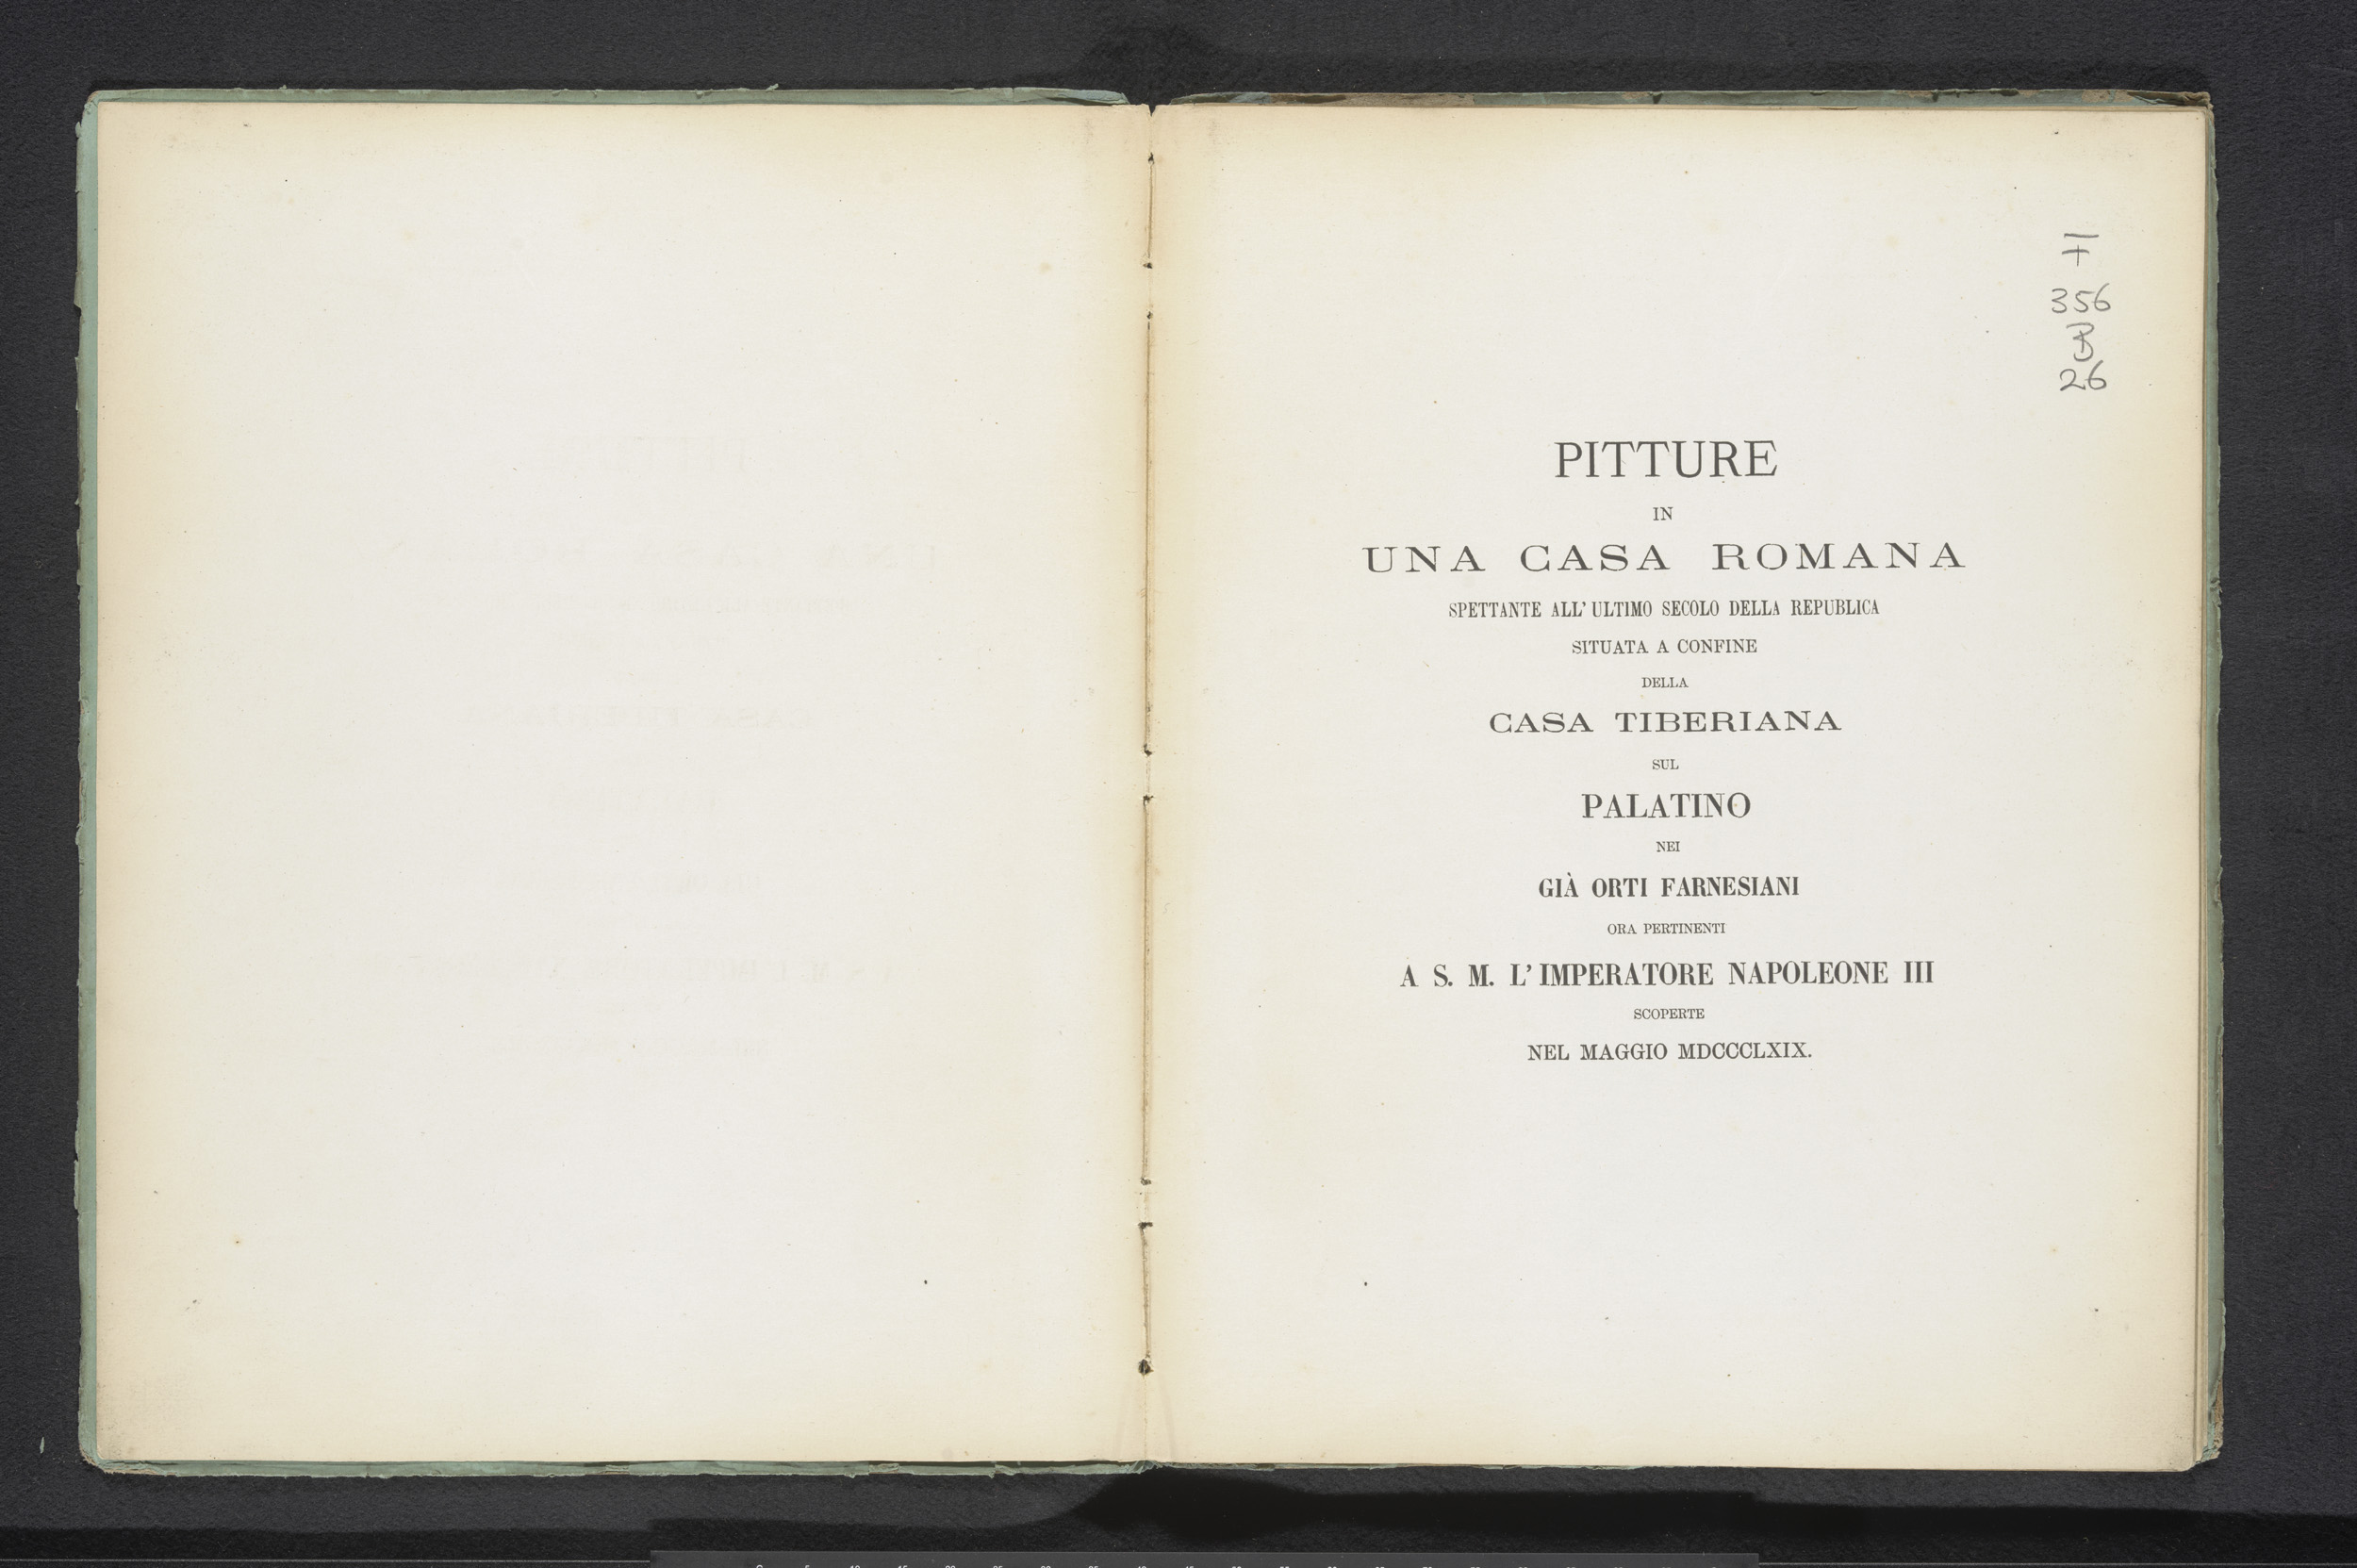 356
B
26
PITTURE
IN
UNA CASA ROMANA
SPETTANTE ALL' ULTIMO SECOLO DELLA REPUBLICA
SITUATA A CONFINE
DELLA
CASA TIBERIANA
SUL
PALATINO
NEI
GIÀ ORTI FARNESIANI
ORA PERTINENTI
A S. M. L' IMPERATORE NAPOLEONE III
SCOPERTE
NEL MAGGIO MDCCCLXIX.